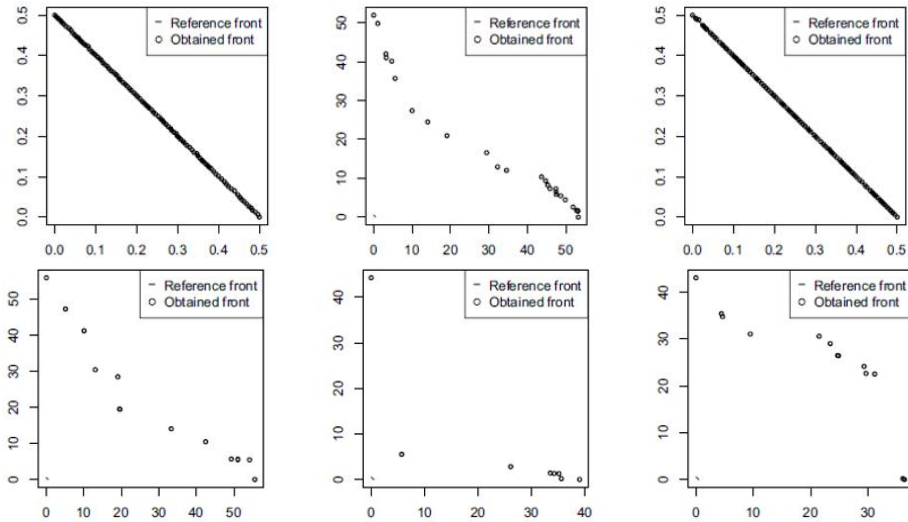 0.5
0.4
0.3
0.2
0.1
0.0
– Reference front
o Obtained front
0.0 0.1 0.2 0.3 0.4 0.5
50
40
30
20
10
0
– Reference front
o Obtained front
0 10 20 30 40 50
0.5
0.4
0.3
0.2
0.1
0.0
– Reference front
o Obtained front
0.0 0.1 0.2 0.3 0.4 0.5
50
40
30
20
10
0
– Reference front
o Obtained front
0 10 20 30 40 50
40
30
20
10
0
– Reference front
o Obtained front
0 10 20 30 40
40
30
20
10
0
– Reference front
o Obtained front
0 10 20 30